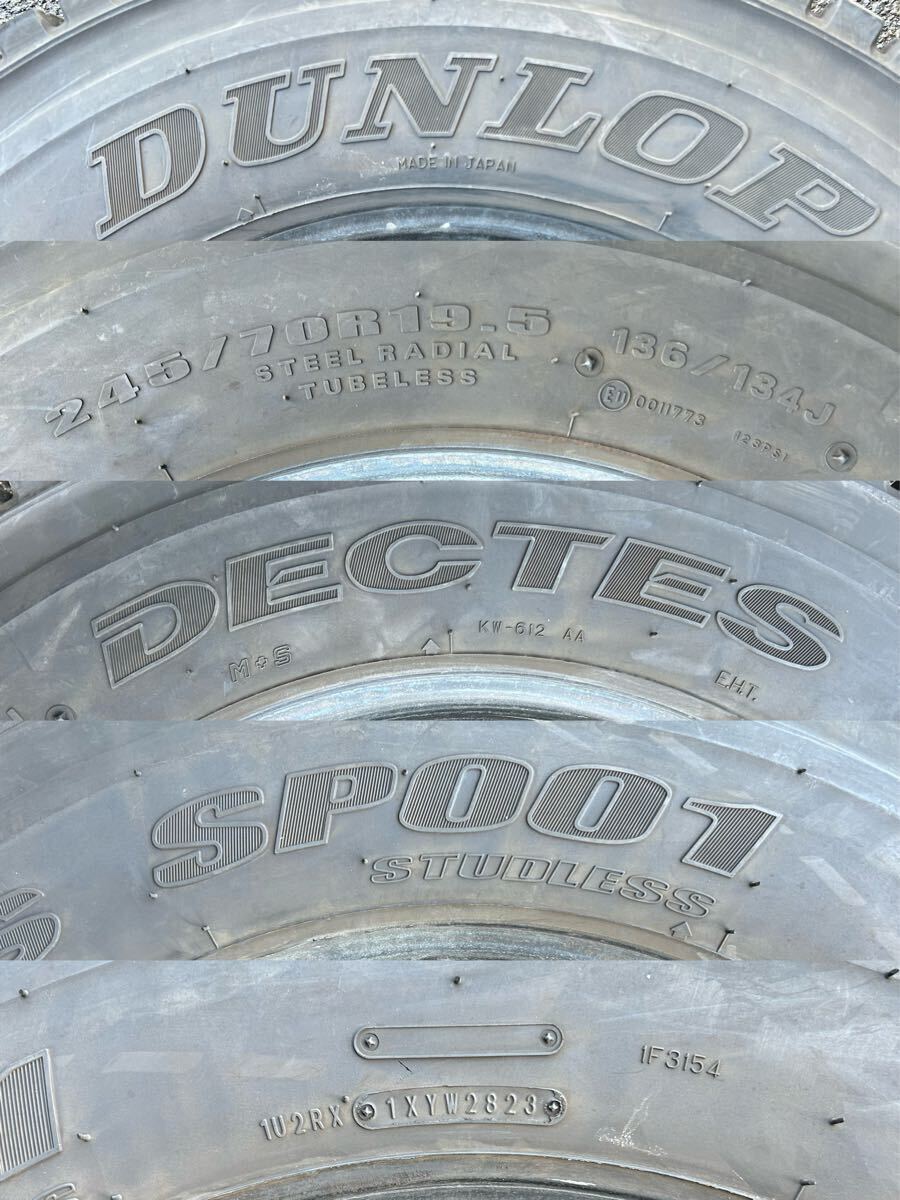 DUNLOP
MADE IN JAPAN
245/70R19.5
STEEL RADIAL
TUBELESS
136/134J
E11 0011773
123PSI
DECTES
M+S
KW-612 AA
E.H.T.
SP001
STUDLESS
1F3154
1U2RX 1XYW2823